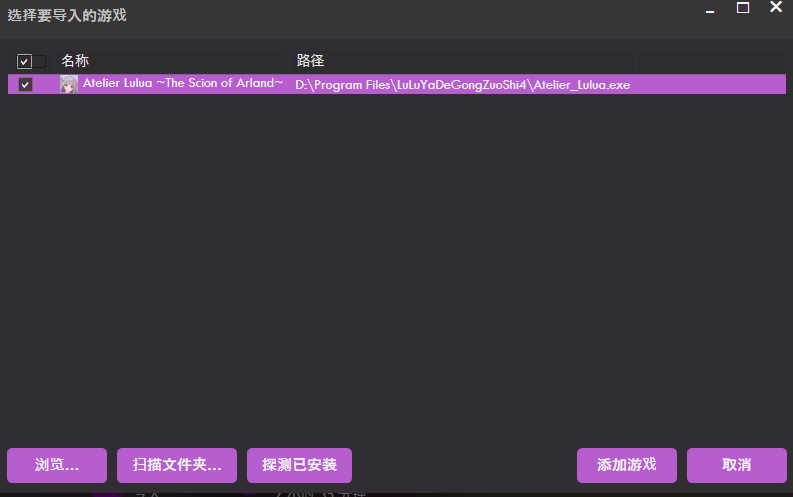 选择要导入的游戏
名称 路径
Atelier Lulua ~The Scion of Arland~ D:\Program Files\LuLuYaDeGongZuoShi4\Atelier_Lulua.exe
浏览... 扫描文件夹... 探测已安装 添加游戏 取消